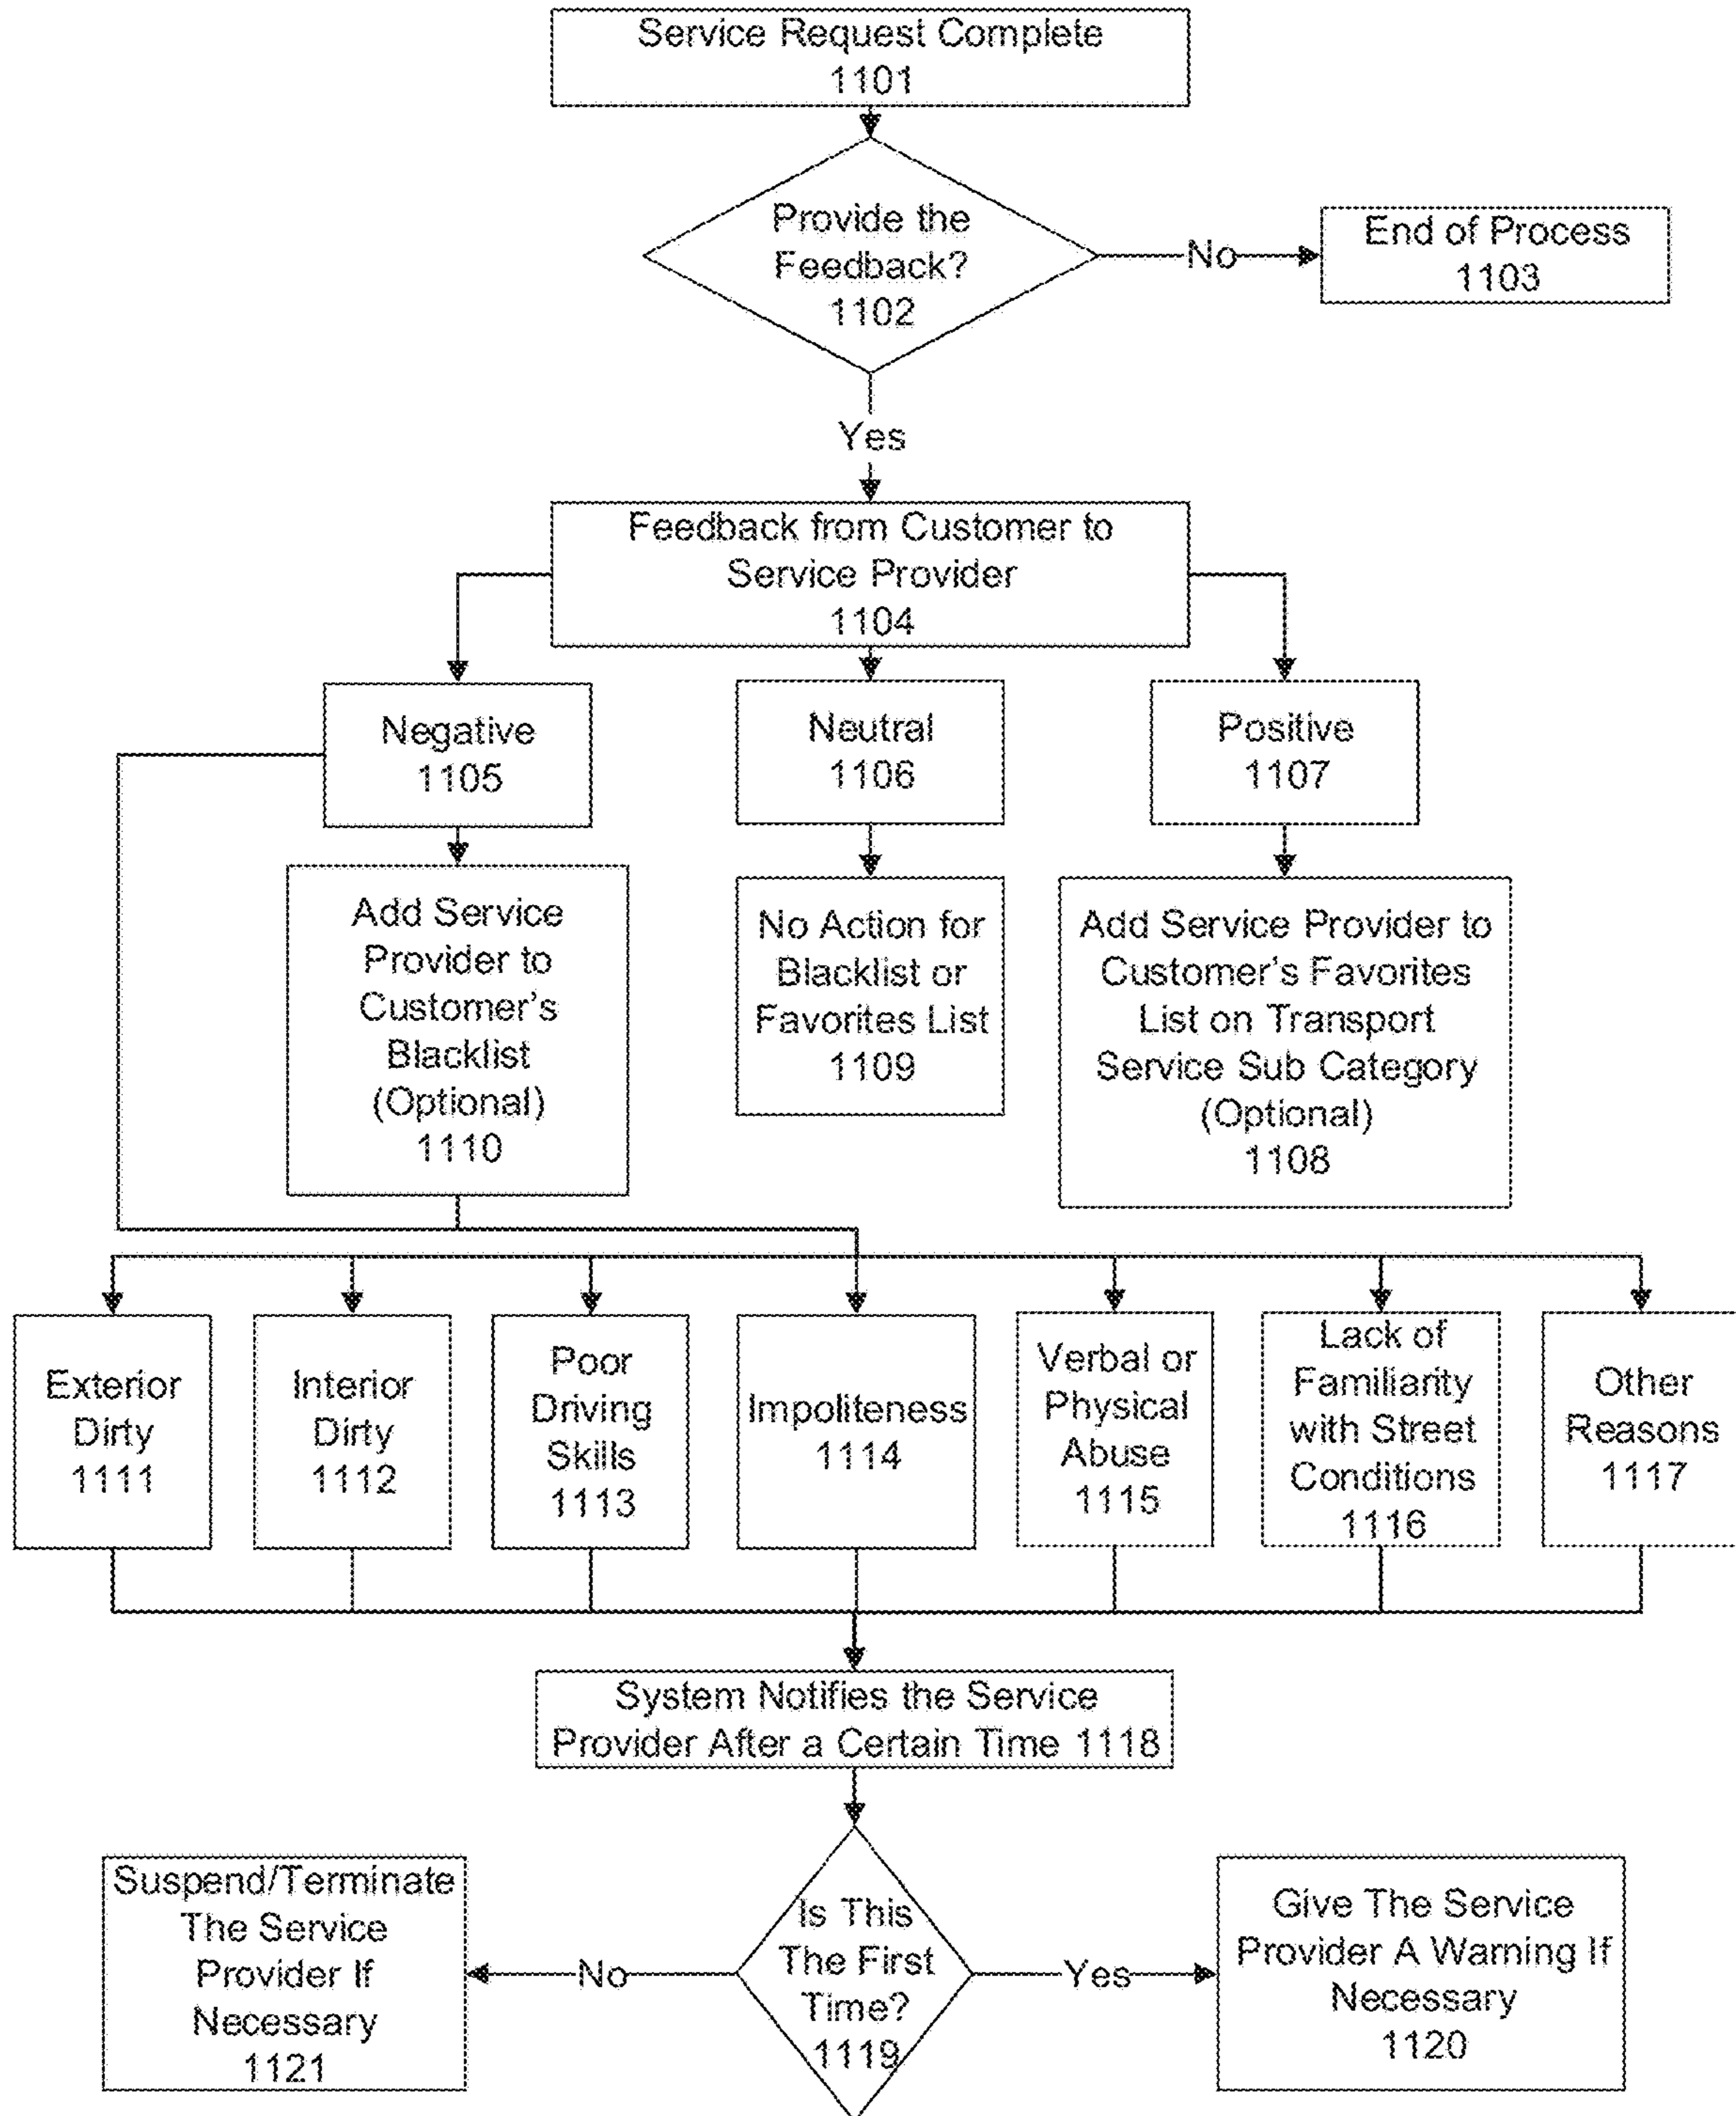 Service Request Complete
1101
Provide the
Feedback?
1102
No
End of Process
1103
Yes
Feedback from Customer to
Service Provider
1104
Negative
1105
Neutral
1106
Positive
1107
Add Service
Provider to
Customer's
Blacklist
(Optional)
1110
No Action for
Blacklist or
Favorites List
1109
Add Service Provider to
Customer's Favorites
List on Transport
Service Sub Category
(Optional)
1108
Exterior
Dirty
1111
Interior
Dirty
1112
Poor
Driving
Skills
1113
Impoliteness
1114
Verbal or
Physical
Abuse
1115
Lack of
Familiarity
with Street
Conditions
1116
Other
Reasons
1117
System Notifies the Service
Provider After a Certain Time 1118
Suspend/Terminate
The Service
Provider If
Necessary
1121
No
Is This
The First
Time?
1119
Yes
Give The Service
Provider A Warning If
Necessary
1120